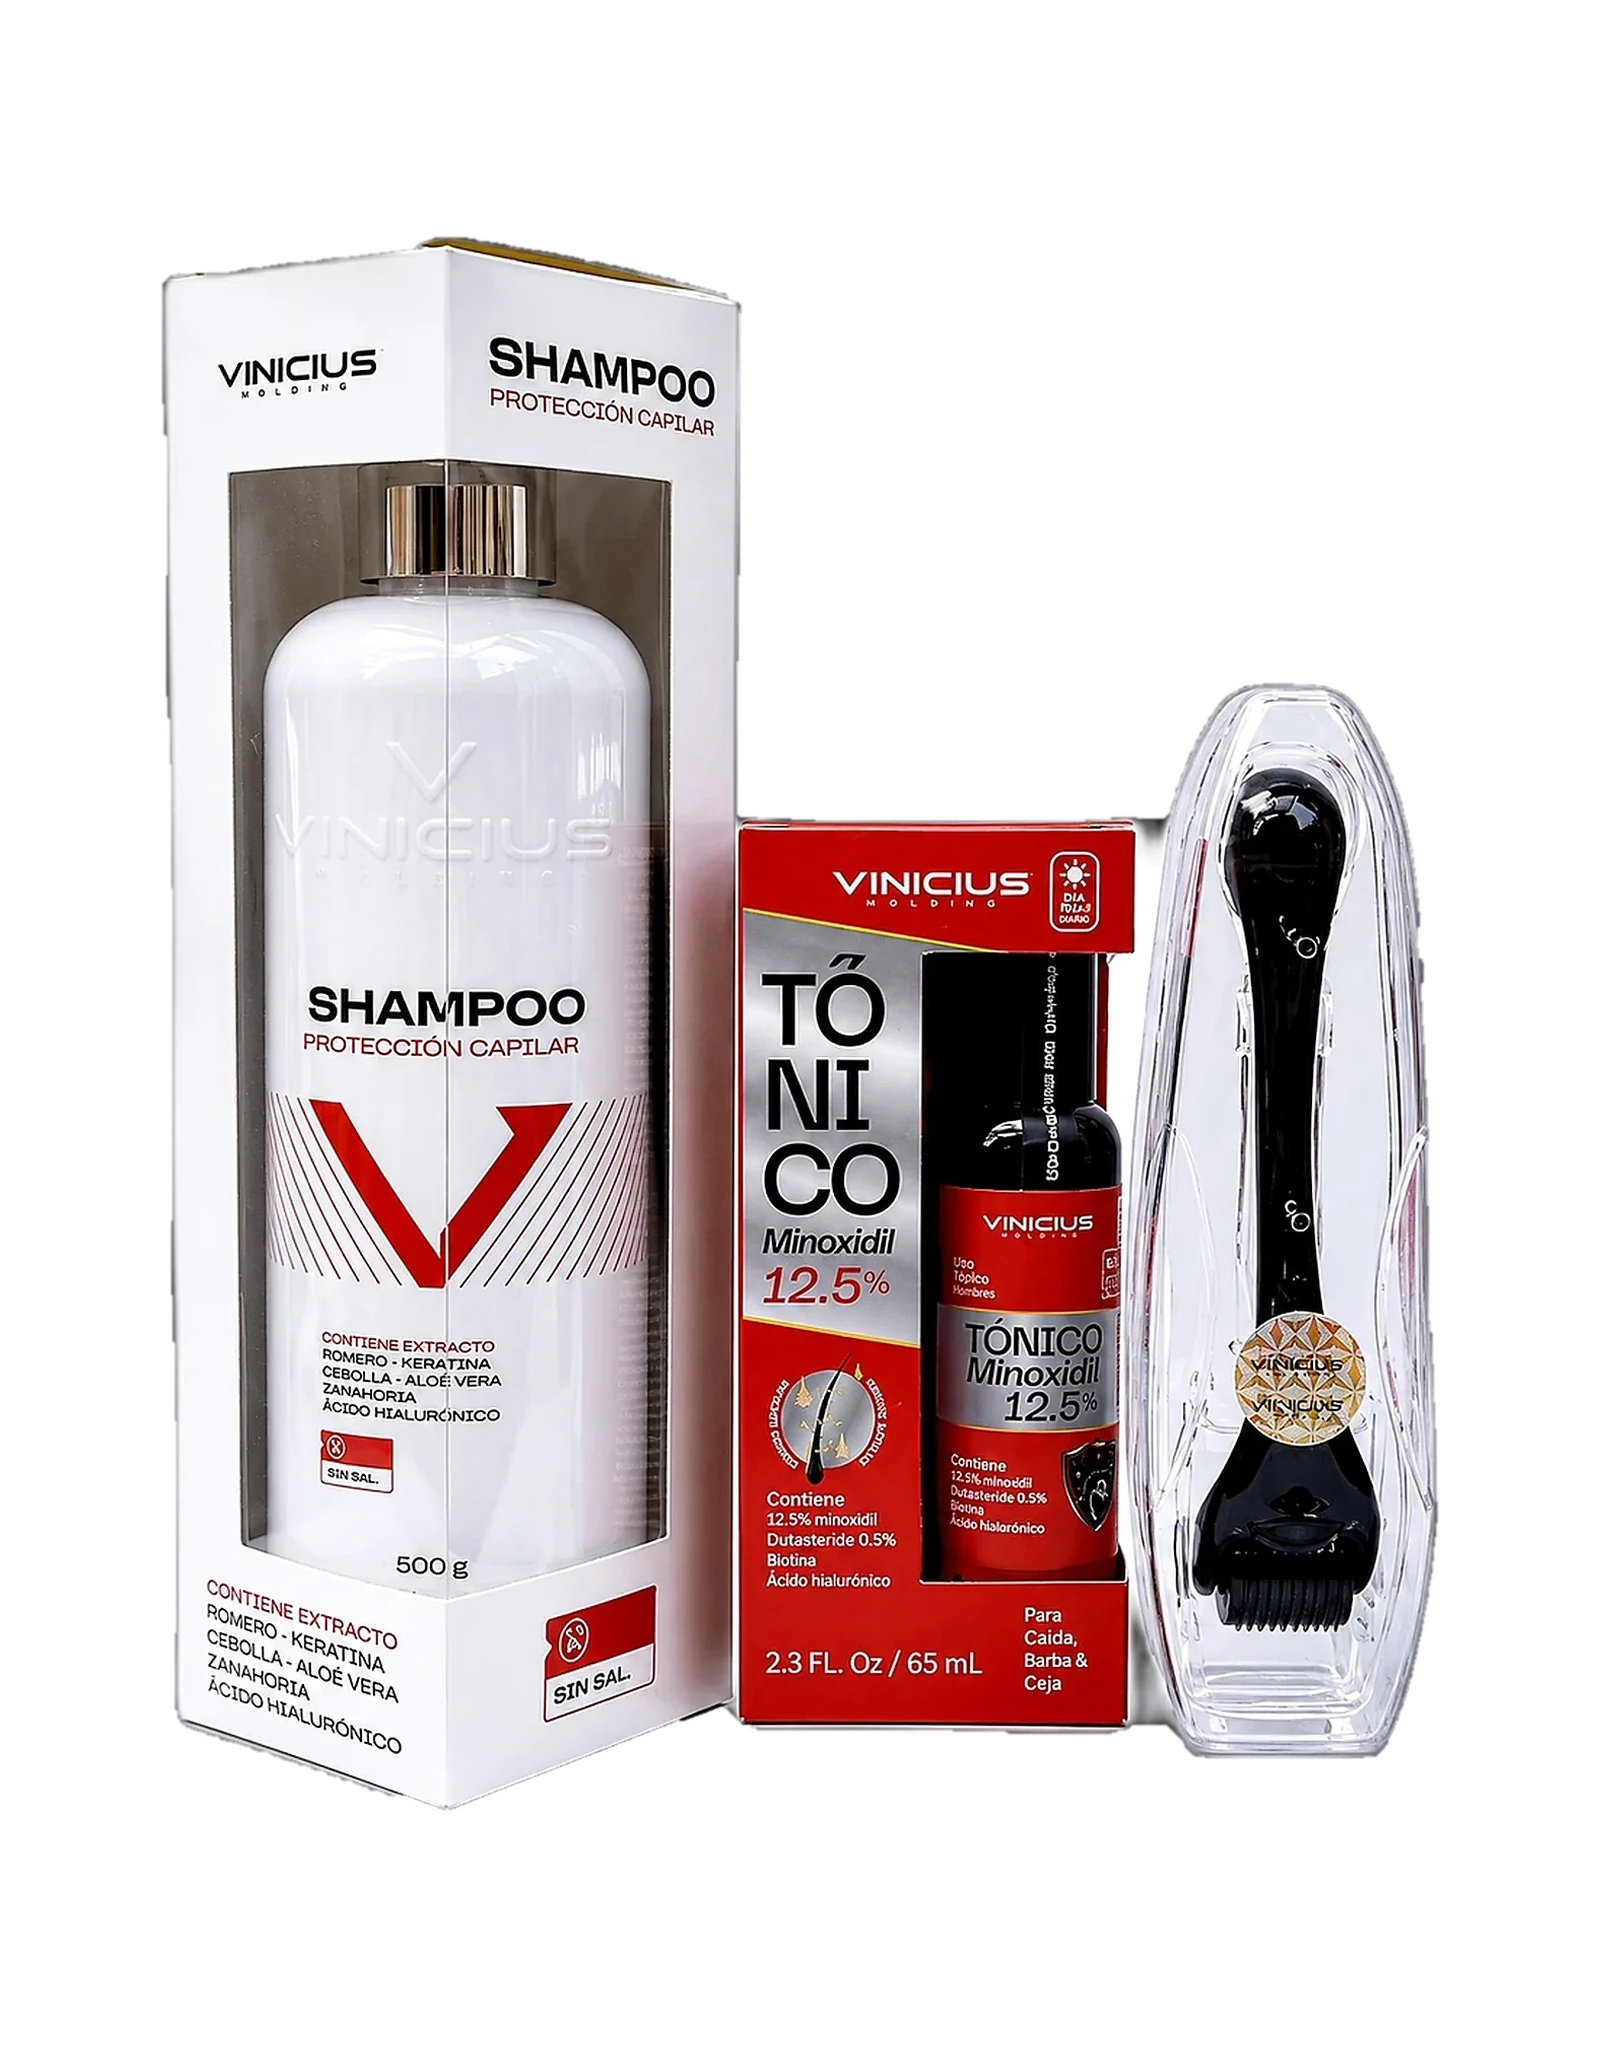 VINICIUS
MOLDING
SHAMPOO
PROTECCIÓN CAPILAR
V
VINICIUS
SHAMPOO
PROTECCIÓN CAPILAR
V
CONTIENE EXTRACTO
ROMERO - KERATINA
CEBOLLA - ALOÉ VERA
ZANAHORIA
ÁCIDO HIALURÓNICO
SIN SAL.
500 g
CONTIENE EXTRACTO
ROMERO - KERATINA
CEBOLLA - ALOÉ VERA
ZANAHORIA
ÁCIDO HIALURÓNICO
SIN SAL.
VINICIUS
MOLDING
DIA
DIARIO
TŐ
NI
CO
Minoxidil
12.5%
Contiene
12.5% minoxidil
Dutasteride 0.5%
Biotina
Ácido hialurónico
2.3 FL. Oz / 65 mL
Para
Caida,
Barba &
Ceja
VINICIUS
MOLDING
Uso
Tópico
Hombres
TÓNICO
Minoxidil
12.5%
Contiene
12.5% minoxidil
Dutasteride 0.5%
Biotina
Ácido hialurónico
VINICIUS
VINICIUS